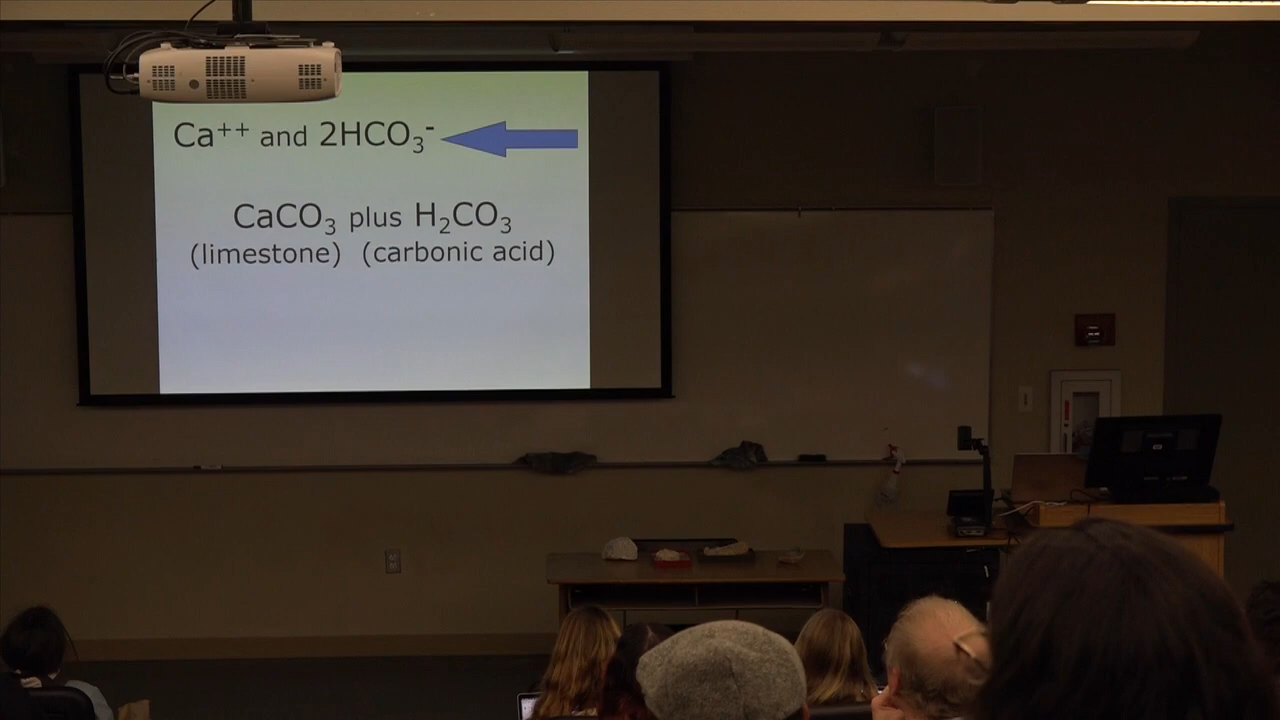 Ca⁺⁺ and 2HCO₃⁻
CaCO₃ plus H₂CO₃
(limestone) (carbonic acid)